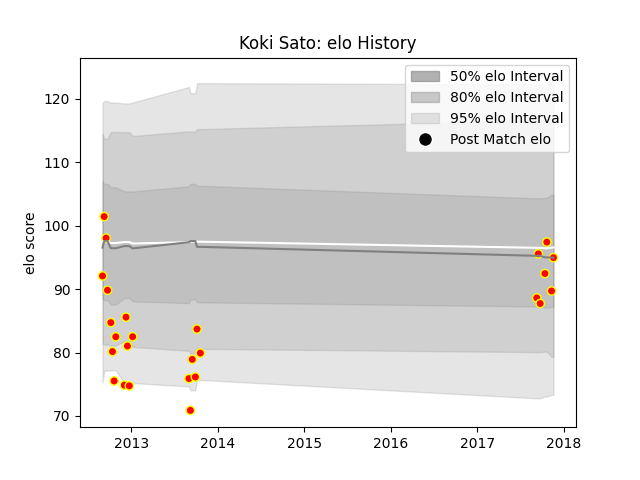 Koki Sato: elo History
50% elo Interval
80% elo Interval
95% elo Interval
Post Match elo
elo score
120
110
100
90
80
70
2013
2014
2015
2016
2017
2018